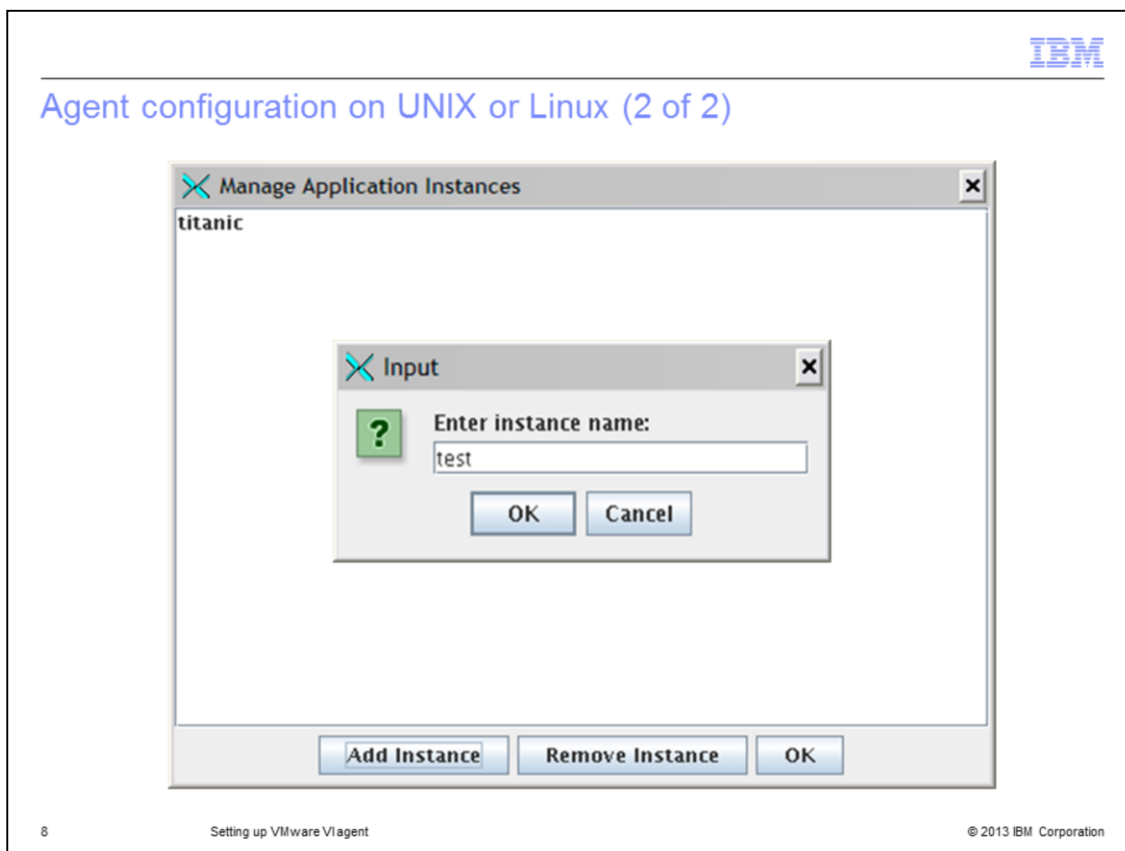 IBM
Agent configuration on UNIX or Linux (2 of 2)
Manage Application Instances
titanic
Input
?
Enter instance name:
test
OK Cancel
Add Instance Remove Instance OK
8 Setting up VMware VI agent © 2013 IBM Corporation